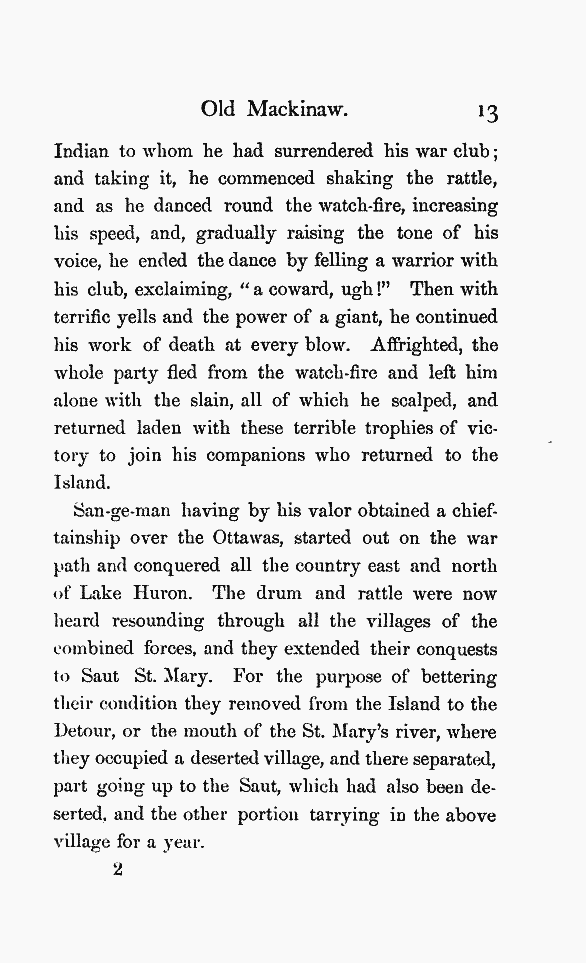 Old Mackinaw. 13
Indian to whom he had surrendered his war club;
and taking it, he commenced shaking the rattle,
and as he danced round the watch-fire, increasing
his speed, and, gradually raising the tone of his
voice, he ended the dance by felling a warrior with
his club, exclaiming, "a coward, ugh!" Then with
terrific yells and the power of a giant, he continued
his work of death at every blow. Affrighted, the
whole party fled from the watch-fire and left him
alone with the slain, all of which he scalped, and
returned laden with these terrible trophies of vic-
tory to join his companions who returned to the
Island.
San-ge-man having by his valor obtained a chief-
tainship over the Ottawas, started out on the war
path and conquered all the country east and north
of Lake Huron. The drum and rattle were now
heard resounding through all the villages of the
combined forces, and they extended their conquests
to Saut St. Mary. For the purpose of bettering
their condition they removed from the Island to the
Detour, or the mouth of the St. Mary's river, where
they occupied a deserted village, and there separated,
part going up to the Saut, which had also been de-
serted, and the other portion tarrying in the above
village for a year.
2